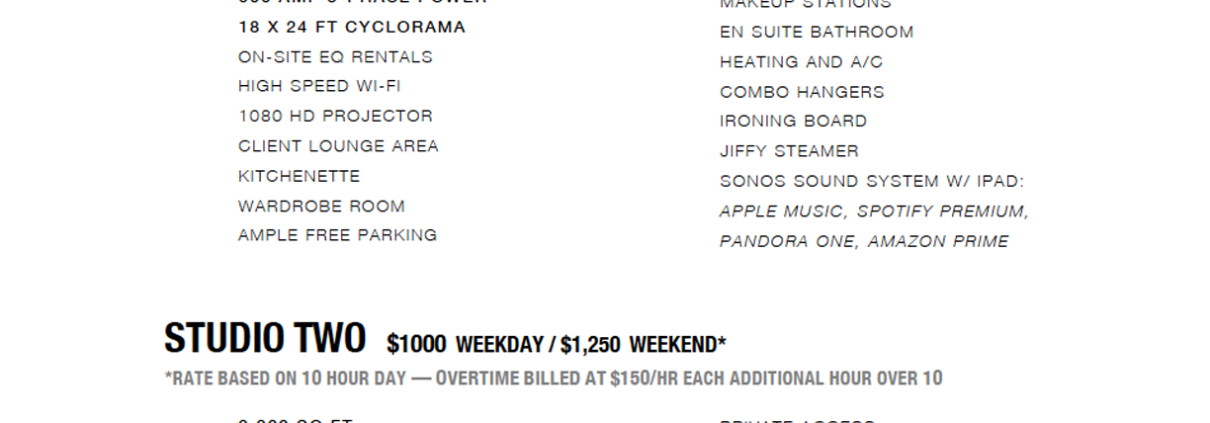 18 X 24 FT CYCLORAMA
ON-SITE EQ RENTALS
HIGH SPEED WI-FI
1080 HD PROJECTOR
CLIENT LOUNGE AREA
KITCHENETTE
WARDROBE ROOM
AMPLE FREE PARKING
MAKEUP STATIONS
EN SUITE BATHROOM
HEATING AND A/C
COMBO HANGERS
IRONING BOARD
JIFFY STEAMER
SONOS SOUND SYSTEM W/ IPAD:
APPLE MUSIC, SPOTIFY PREMIUM,
PANDORA ONE, AMAZON PRIME
STUDIO TWO $1000 WEEKDAY / $1,250 WEEKEND*
*RATE BASED ON 10 HOUR DAY — OVERTIME BILLED AT $150/HR EACH ADDITIONAL HOUR OVER 10
PRIVATE ACCESS